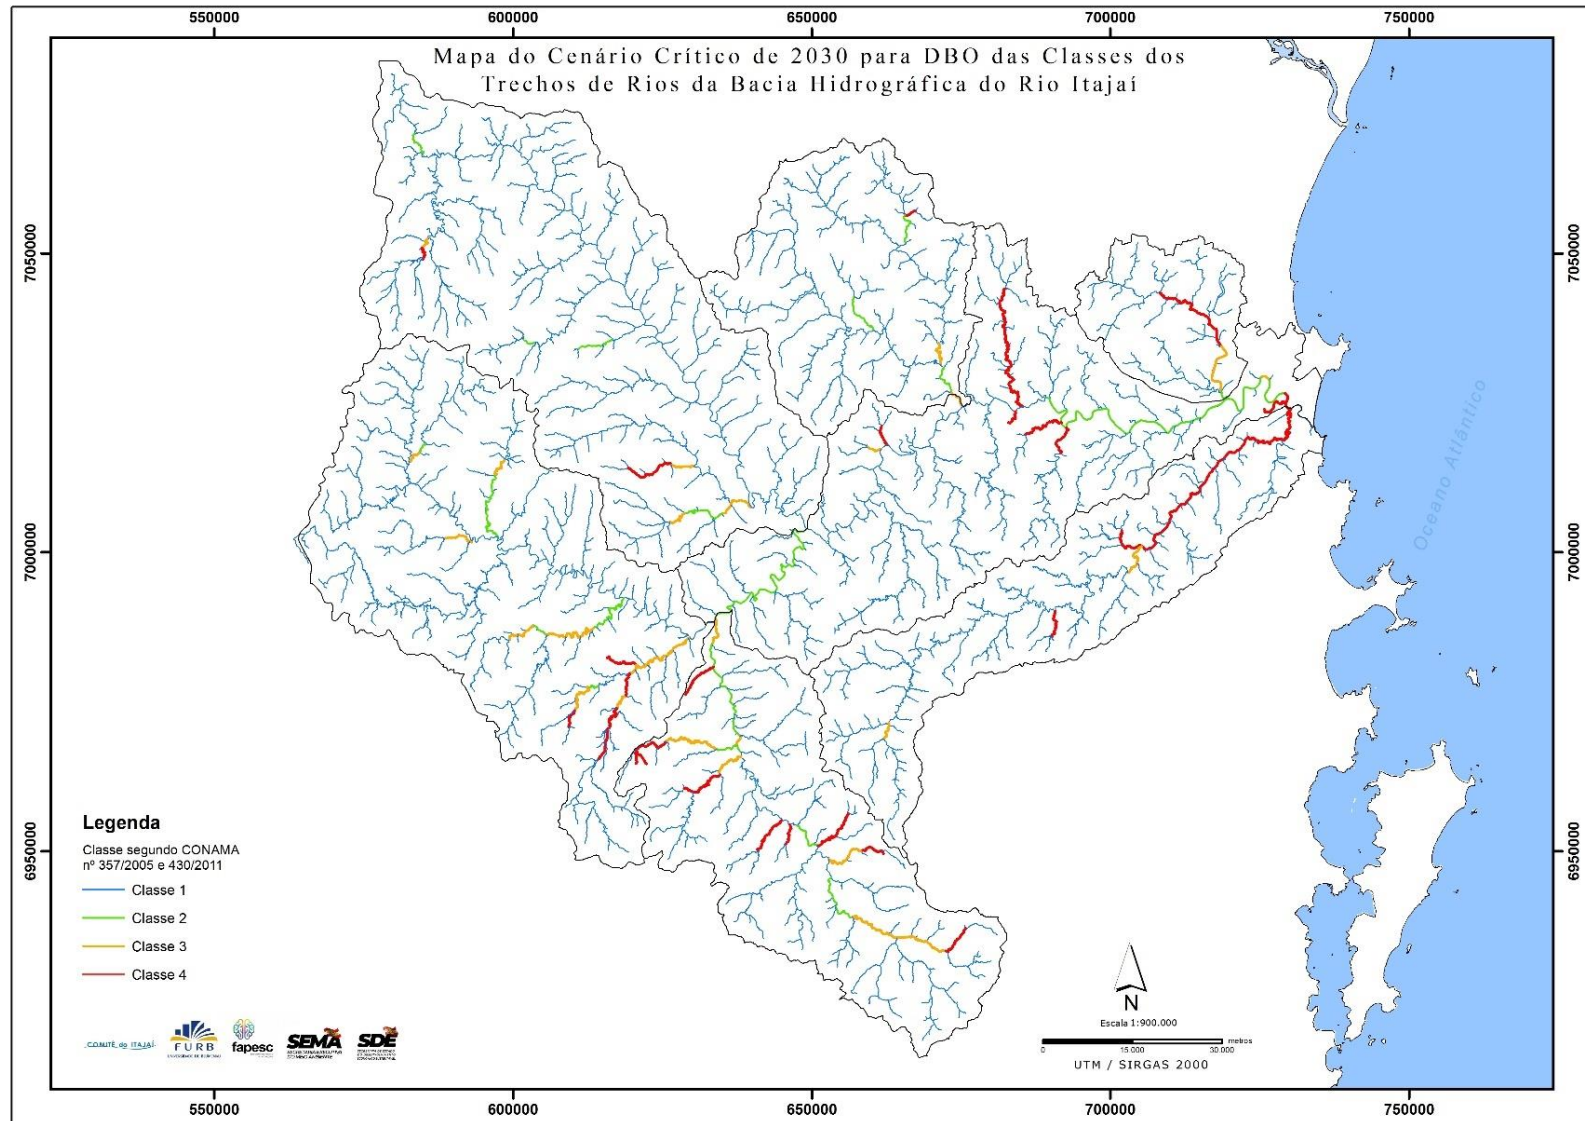 550000 600000 650000 700000 750000
Mapa do Cenário Crítico de 2030 para DBO das Classes dos
Trechos de Rios da Bacia Hidrográfica do Rio Itajaí
7050000
7050000
7000000
7000000
6950000
6950000
Oceano Atlântico
Legenda
Classe segundo CONAMA
nº 357/2005 e 430/2011
Classe 1
Classe 2
Classe 3
Classe 4
COMITÊ do ITAJAÍ
FURB
fapesc
SEMA
SDE
N
Escala 1:900.000
0 15.000 30.000 metros
UTM / SIRGAS 2000
550000 600000 650000 700000 750000